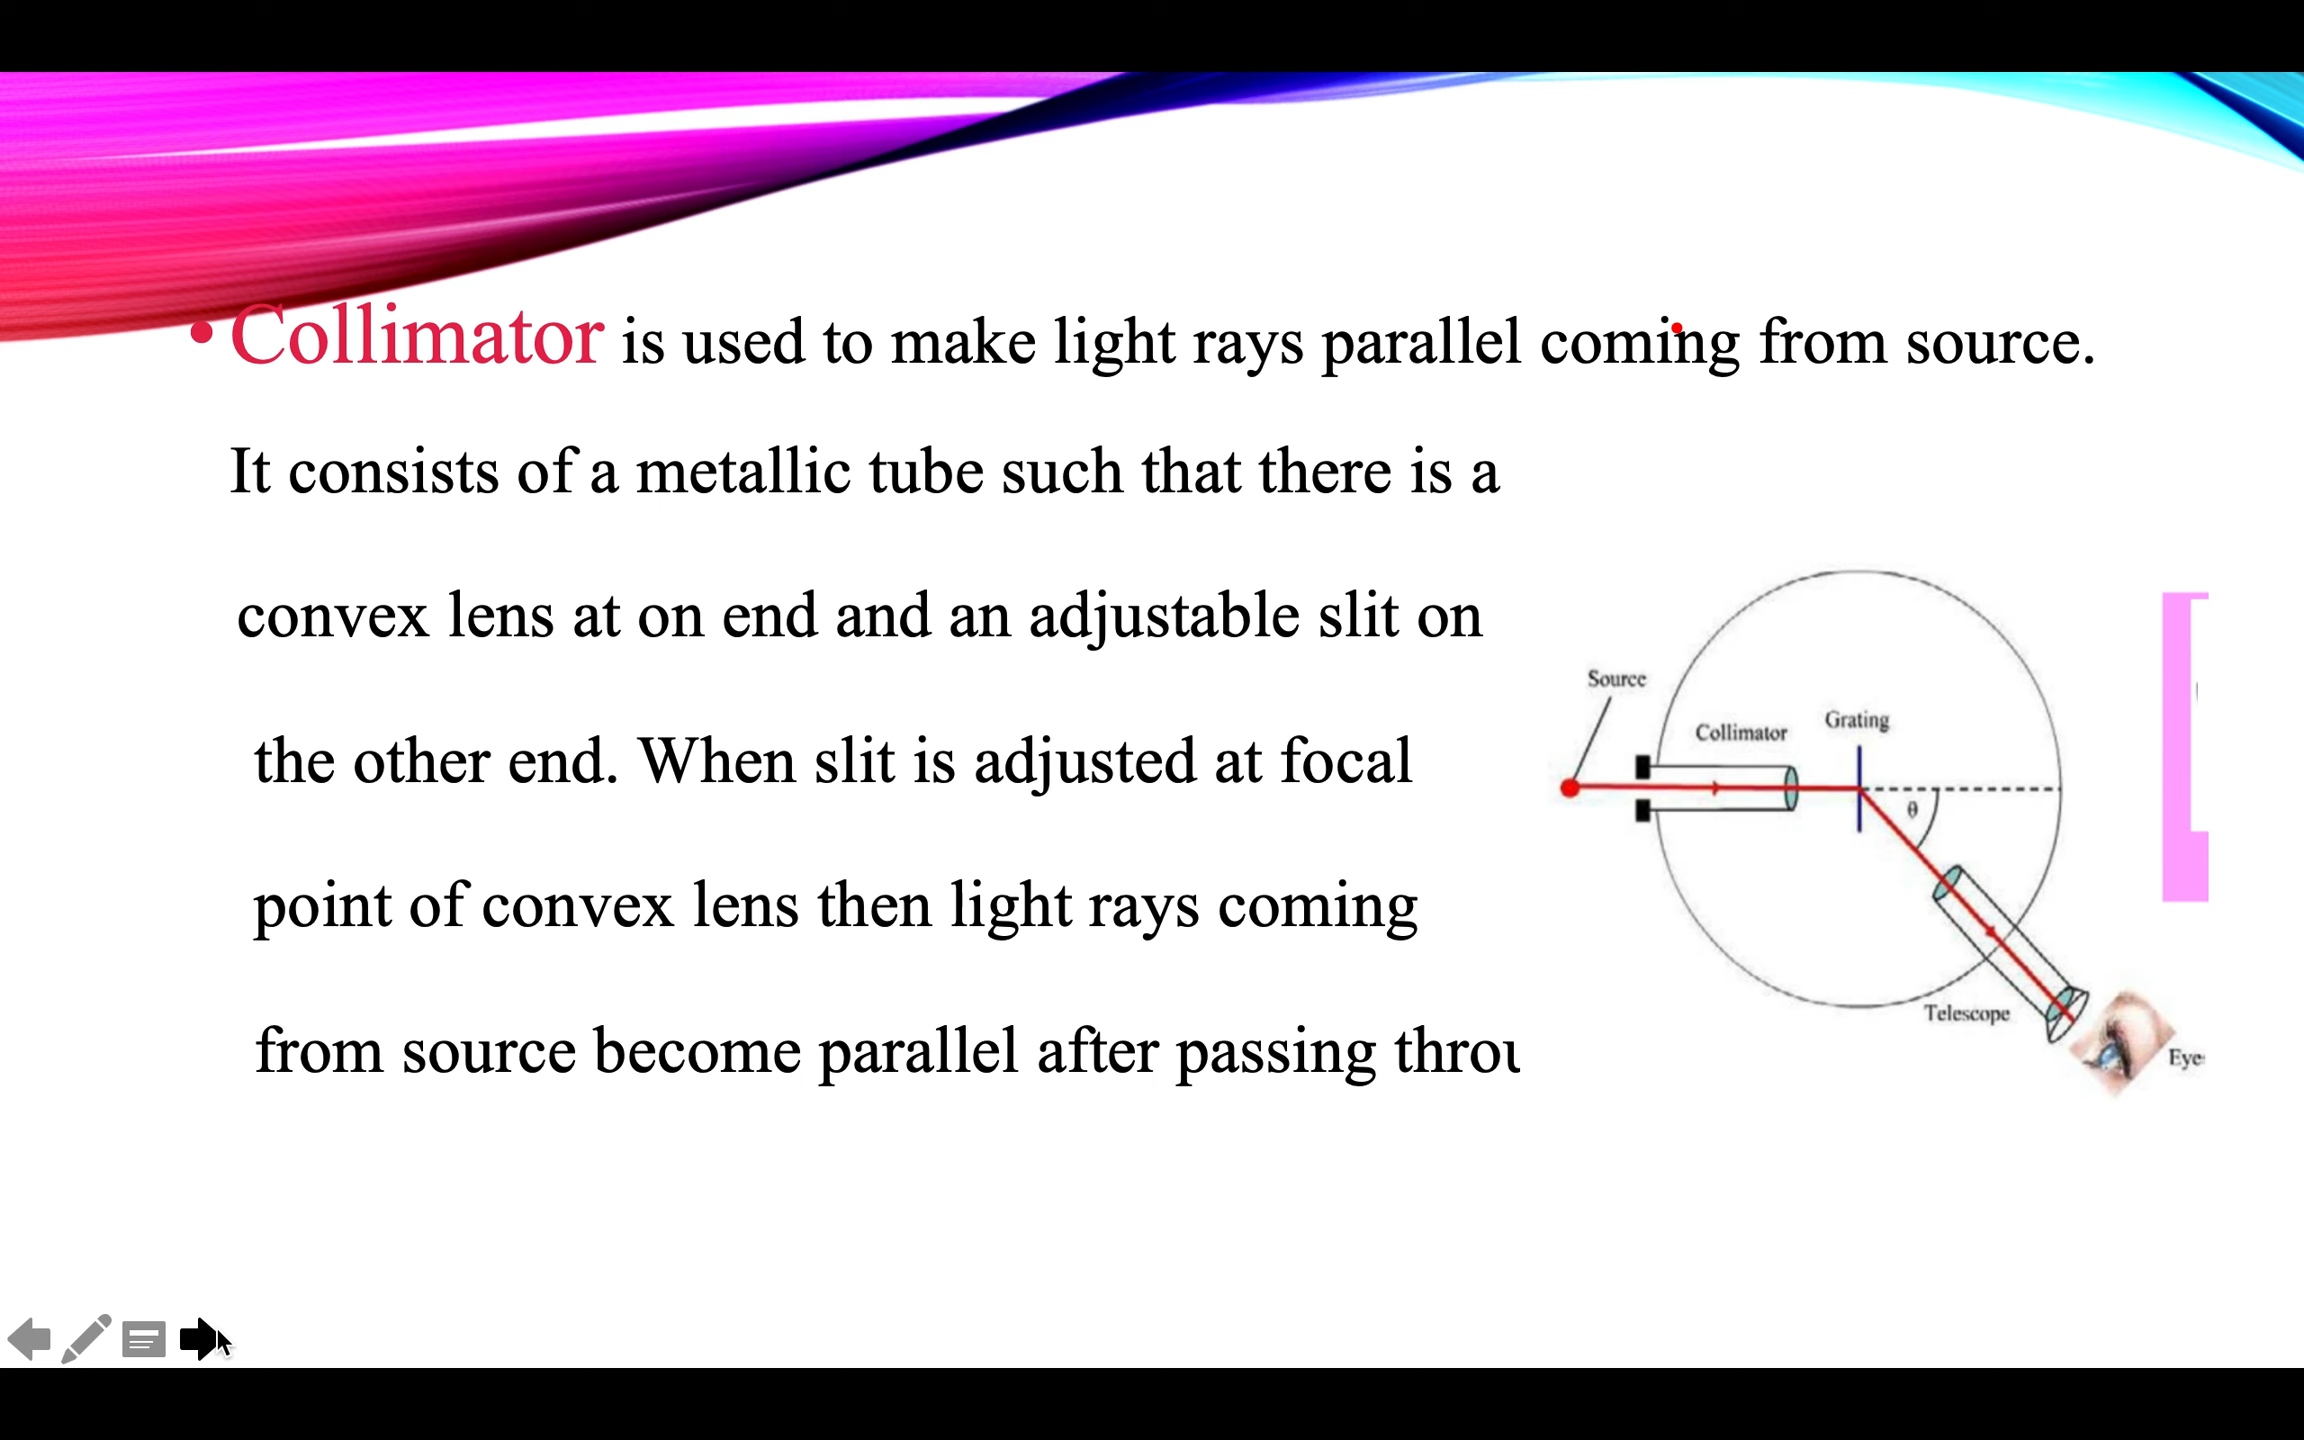 • Collimator is used to make light rays parallel coming from source.
It consists of a metallic tube such that there is a
convex lens at on end and an adjustable slit on
the other end. When slit is adjusted at focal
point of convex lens then light rays coming
from source become parallel after passing throu
Source
Collimator
Grating
θ
Telescope
Eye